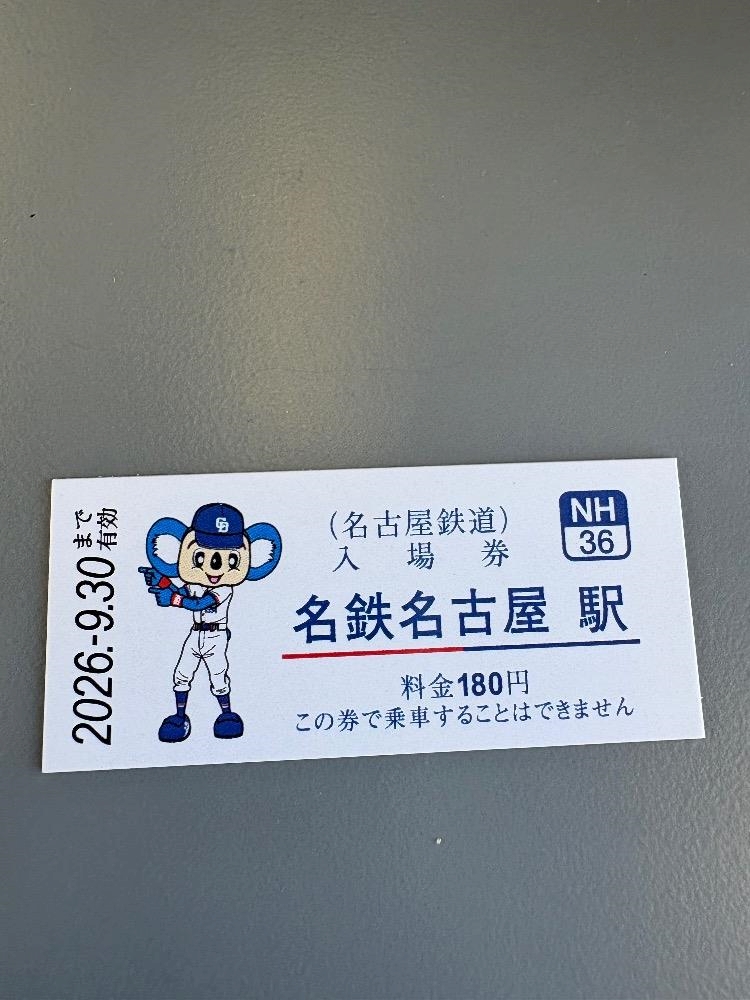 2026.-9.30まで有効
(名古屋鉄道)
入場券
NH
36
名鉄名古屋 駅
料金180円
この券で乗車することはできません
CD